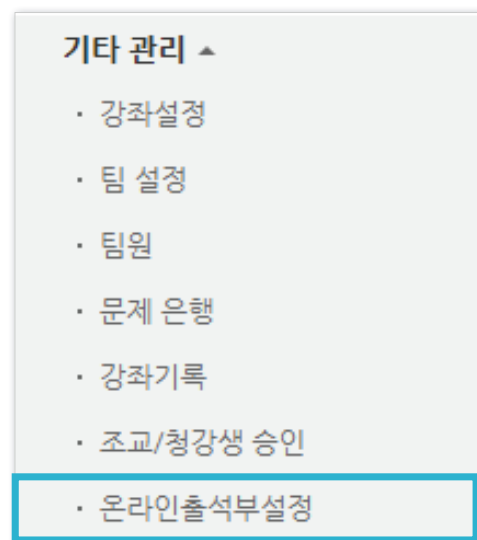 기타 관리 ▲
· 강좌설정
· 팀 설정
· 팀원
· 문제 은행
· 강좌기록
· 조교/청강생 승인
· 온라인출석부설정